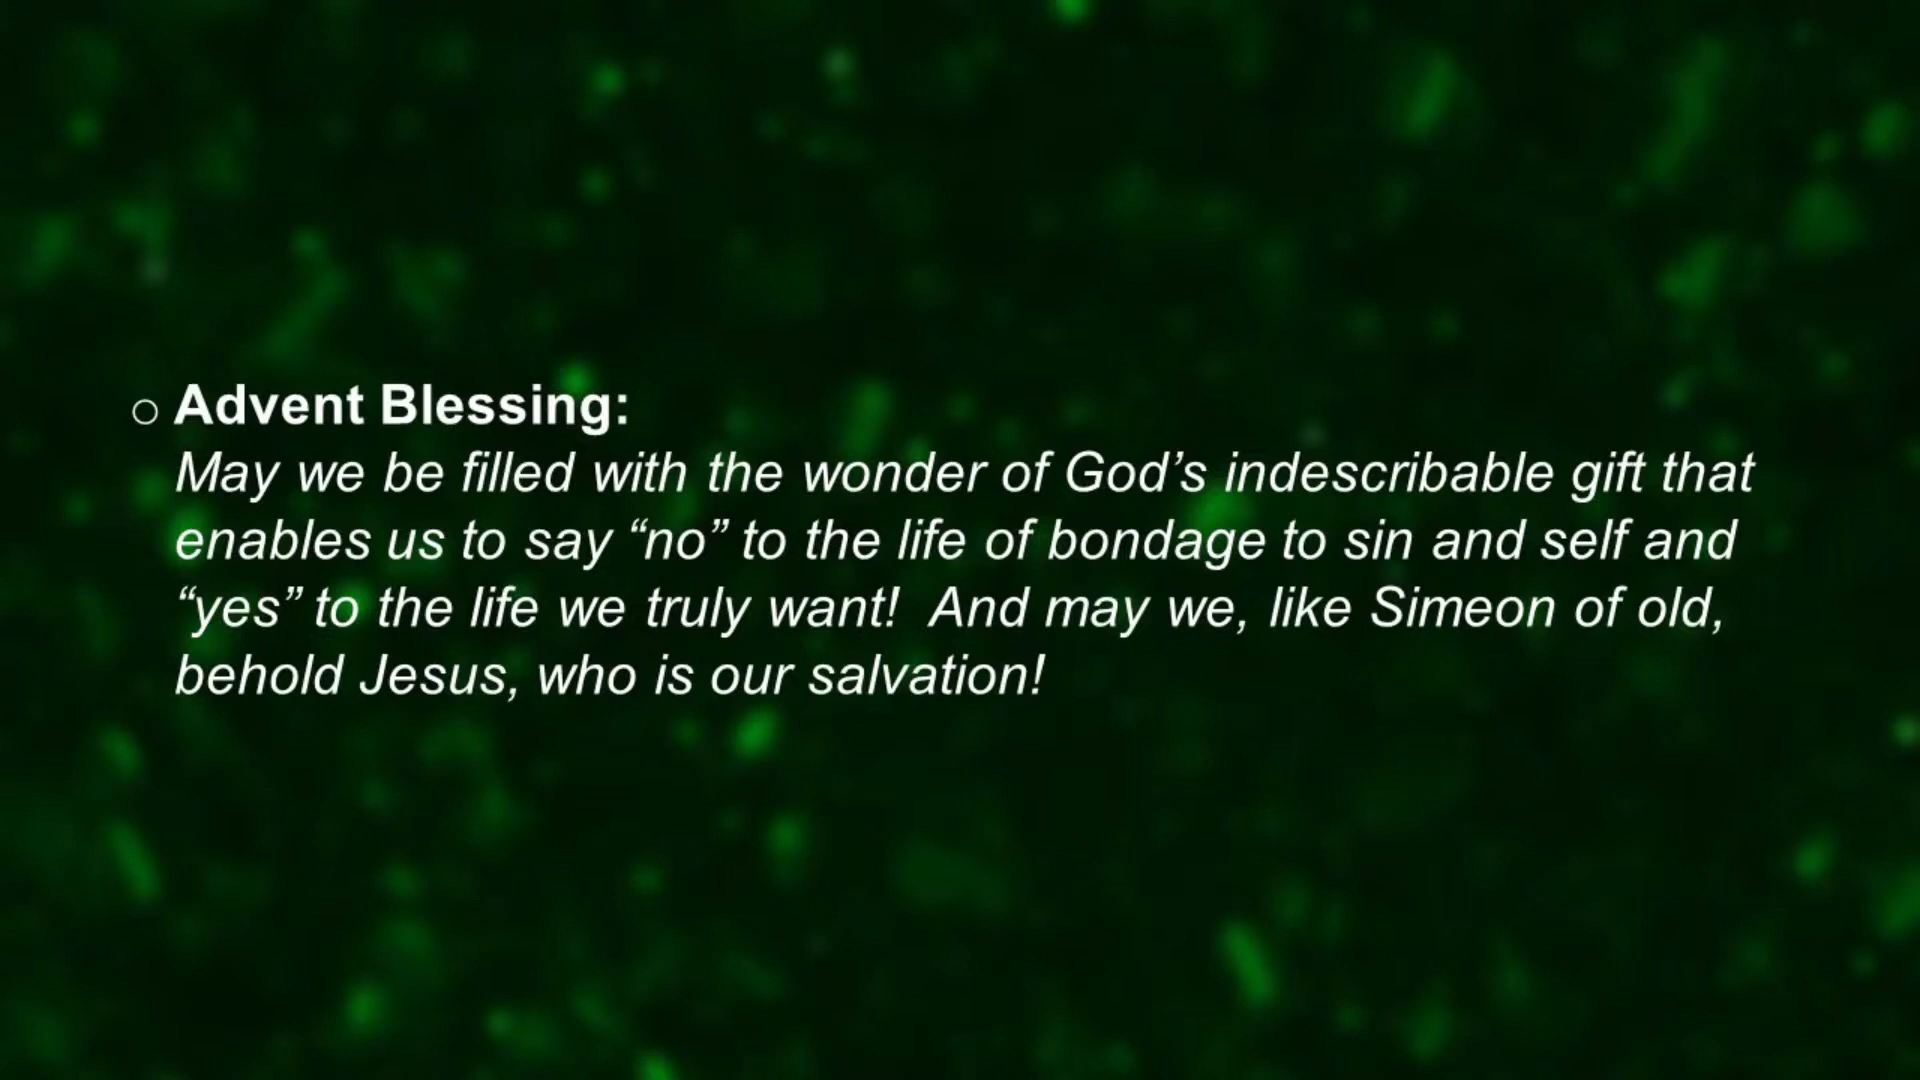 ○ Advent Blessing:
May we be filled with the wonder of God’s indescribable gift that
enables us to say “no” to the life of bondage to sin and self and
“yes” to the life we truly want!  And may we, like Simeon of old,
behold Jesus, who is our salvation!